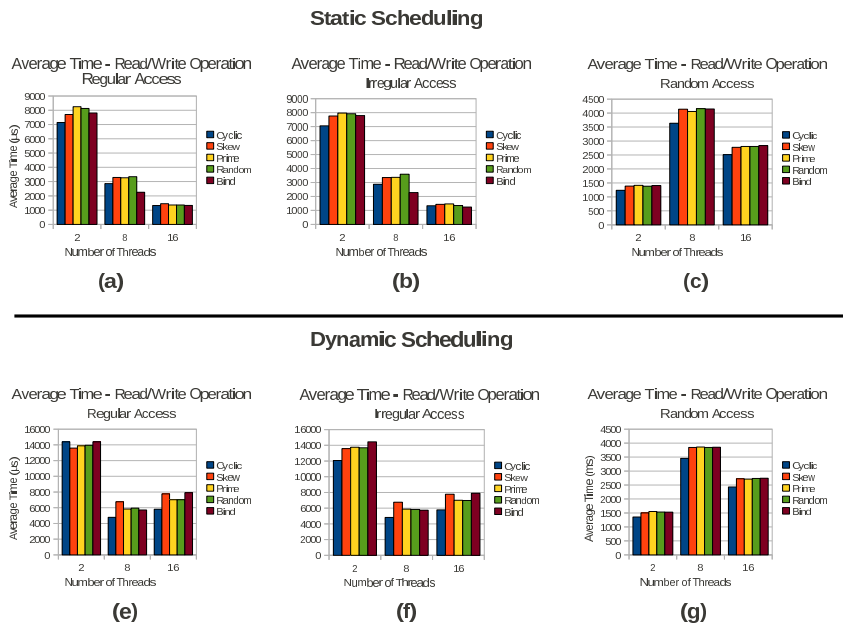 Static Scheduling
Average Time - Read/Write Operation
Regular Access
Average Time (µs)
9000
8000
7000
6000
5000
4000
3000
2000
1000
0
2 8 16
Number of Threads
Cyclic
Skew
Prime
Random
Bind
(a)
Average Time - Read/Write Operation
Irregular Access
9000
8000
7000
6000
5000
4000
3000
2000
1000
0
2 8 16
Number of Threads
Cyclic
Skew
Prime
Random
Bind
(b)
Average Time - Read/Write Operation
Random Access
4500
4000
3500
3000
2500
2000
1500
1000
500
0
2 8 16
Number of Threads
Cyclic
Skew
Prime
Random
Bind
(c)
Dynamic Scheduling
Average Time - Read/Write Operation
Regular Access
Average Time (µs)
16000
14000
12000
10000
8000
6000
4000
2000
0
2 8 16
Number of Threads
Cyclic
Skew
Prime
Random
Bind
(e)
Average Time - Read/Write Operation
Irregular Access
16000
14000
12000
10000
8000
6000
4000
2000
0
2 8 16
Number of Threads
Cyclic
Skew
Prime
Random
Bind
(f)
Average Time - Read/Write Operation
Random Access
Average Time (ms)
4500
4000
3500
3000
2500
2000
1500
1000
500
0
2 8 16
Number of Threads
Cyclic
Skew
Prime
Random
Bind
(g)